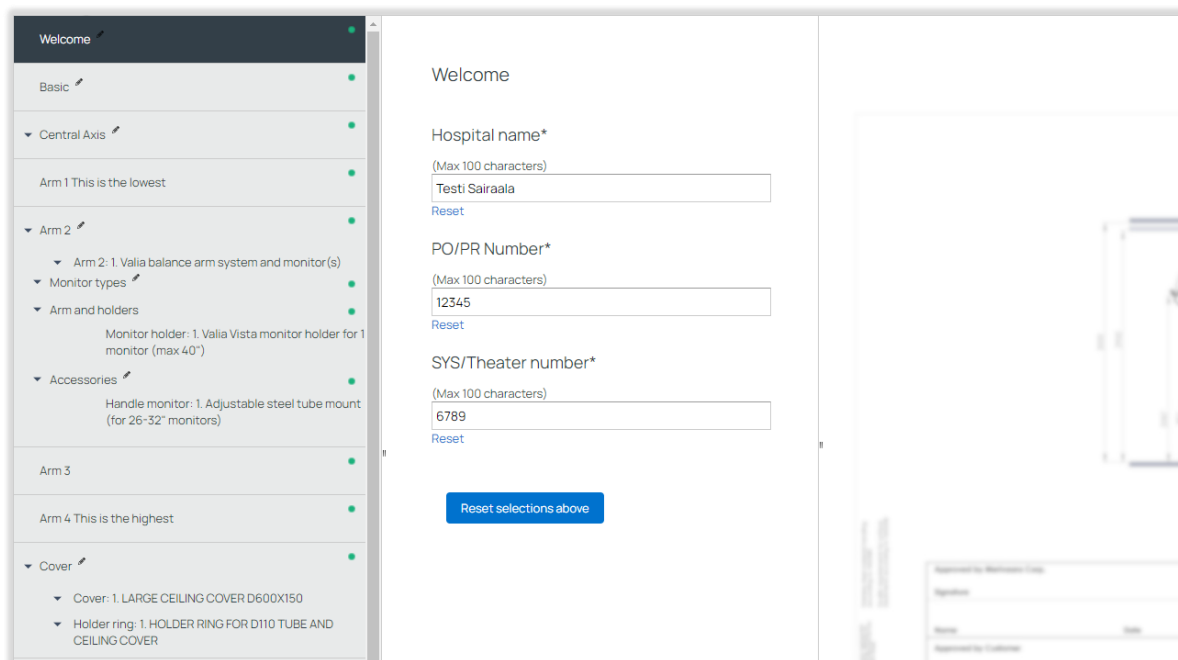 Welcome
Basic
Central Axis
Arm 1 This is the lowest
Arm 2
Arm 2: 1. Valia balance arm system and monitor(s)
Monitor types
Arm and holders
Monitor holder: 1. Valia Vista monitor holder for 1
monitor (max 40")
Accessories
Handle monitor: 1. Adjustable steel tube mount
(for 26-32" monitors)
Arm 3
Arm 4 This is the highest
Cover
Cover: 1. LARGE CEILING COVER D600X150
Holder ring: 1. HOLDER RING FOR D110 TUBE AND
CEILING COVER
Welcome
Hospital name*
(Max 100 characters)
Testi Sairaala
Reset
PO/PR Number*
(Max 100 characters)
12345
Reset
SYS/Theater number*
(Max 100 characters)
6789
Reset
Reset selections above
Signature
Name
Date
Approved by Customer